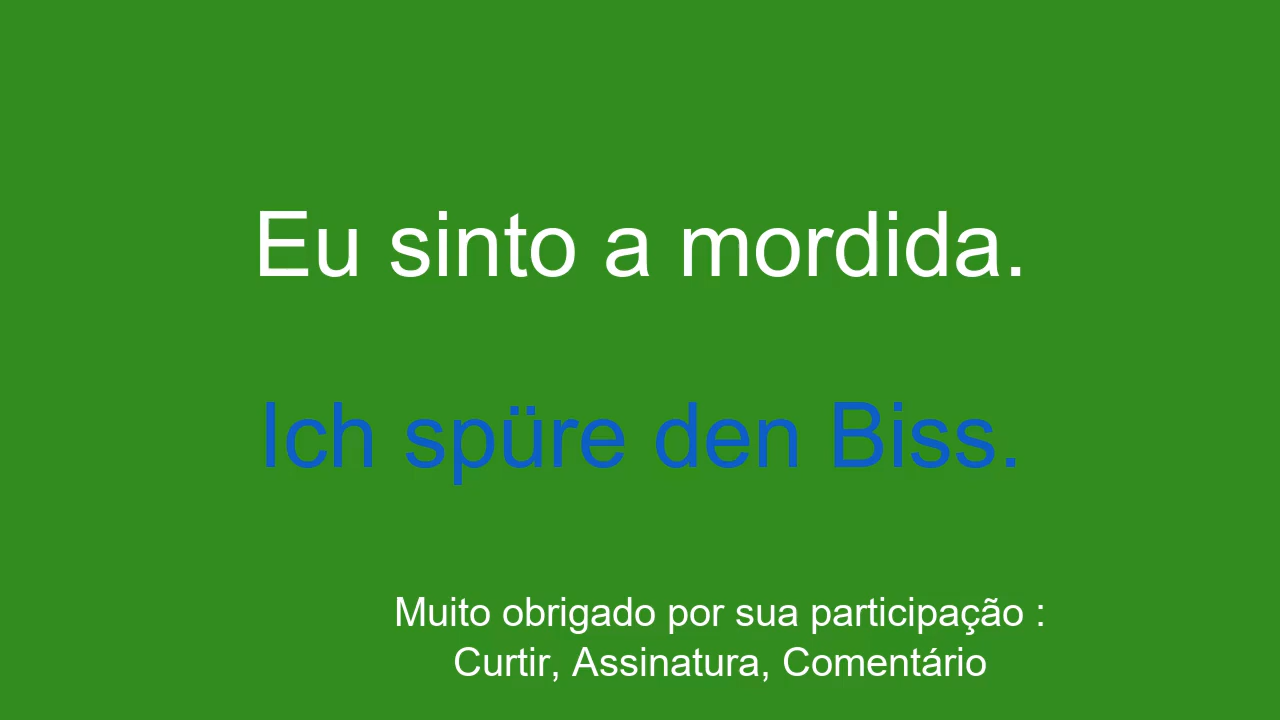 Eu sinto a mordida.
Ich spüre den Biss.
Muito obrigado por sua participação :
Curtir, Assinatura, Comentário